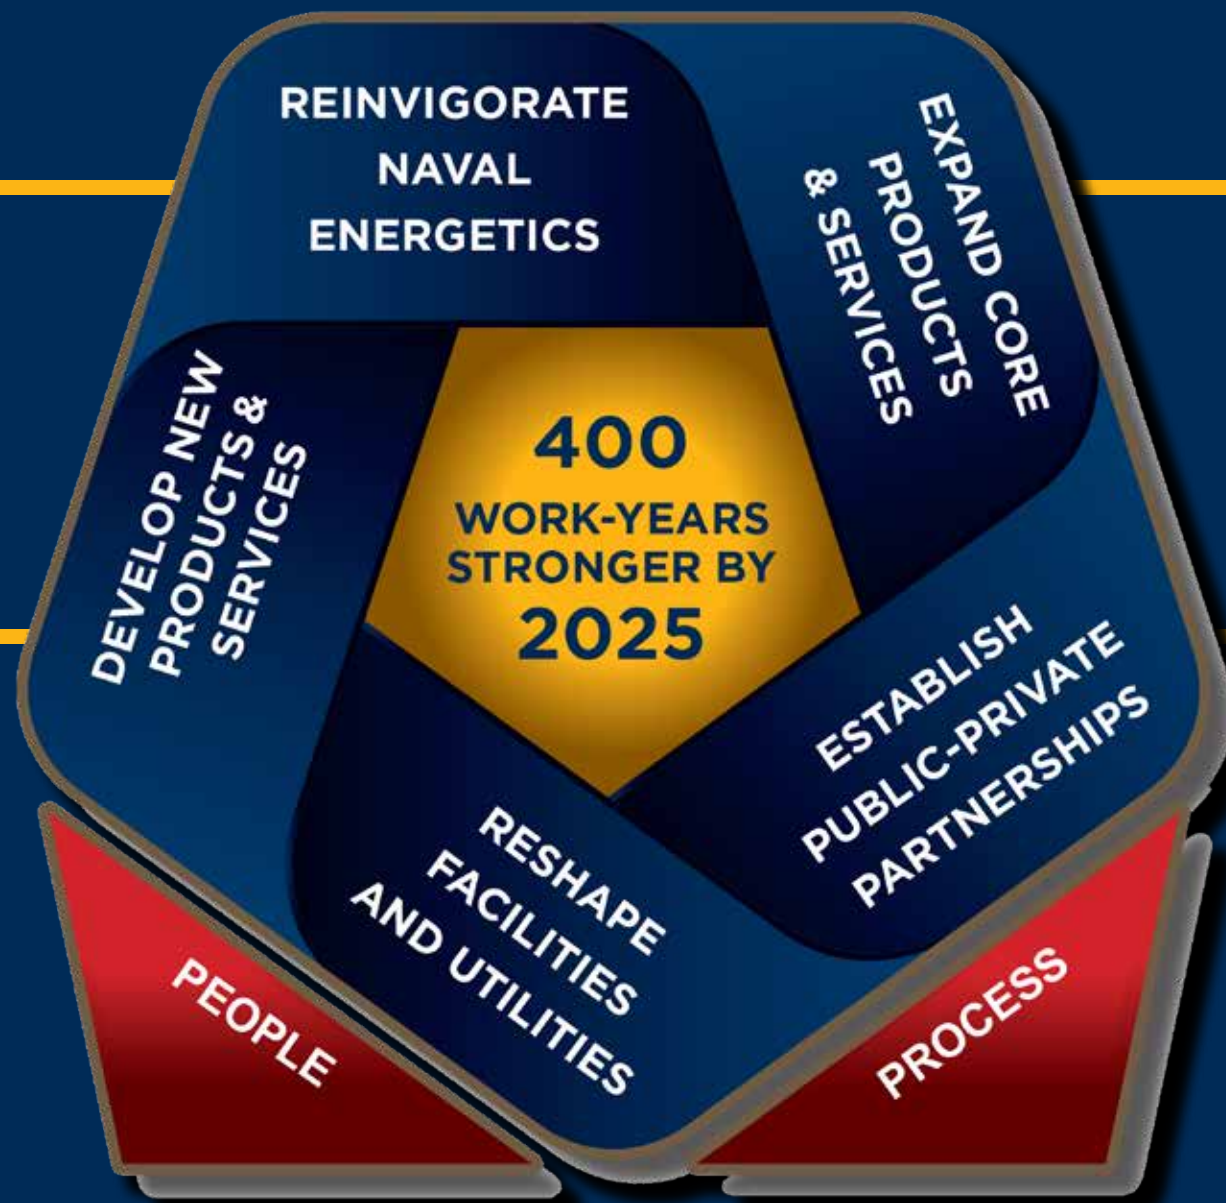 REINVIGORATE
NAVAL
ENERGETICS
EXPAND CORE
PRODUCTS
& SERVICES
DEVELOP NEW
PRODUCTS &
SERVICES
400
WORK-YEARS
STRONGER BY
2025
ESTABLISH
PUBLIC-PRIVATE
PARTNERSHIPS
RESHAPE
FACILITIES
AND UTILITIES
PEOPLE
PROCESS